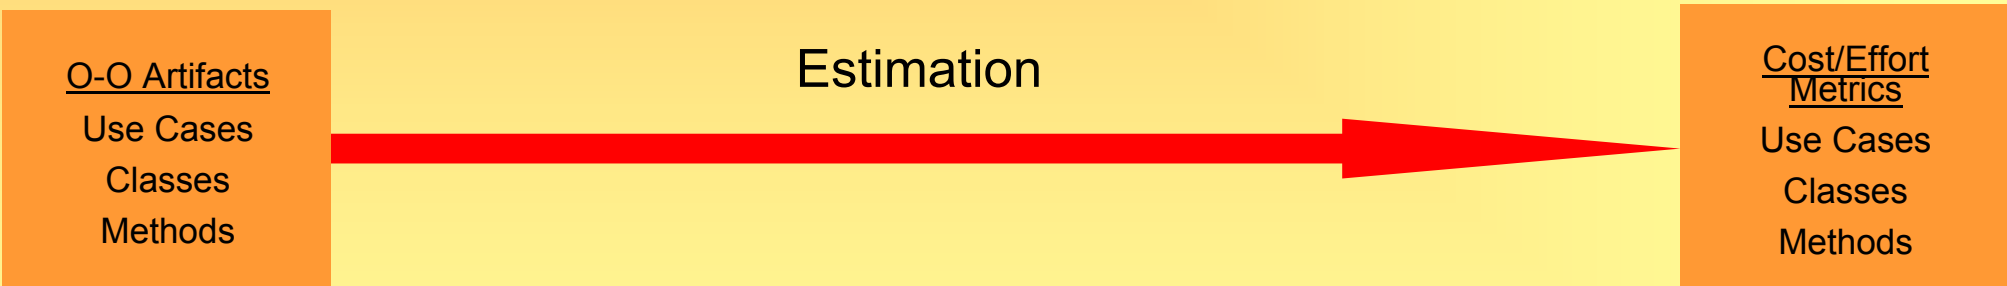 O-O Artifacts
Use Cases
Classes
Methods
Estimation
Cost/Effort
Metrics
Use Cases
Classes
Methods